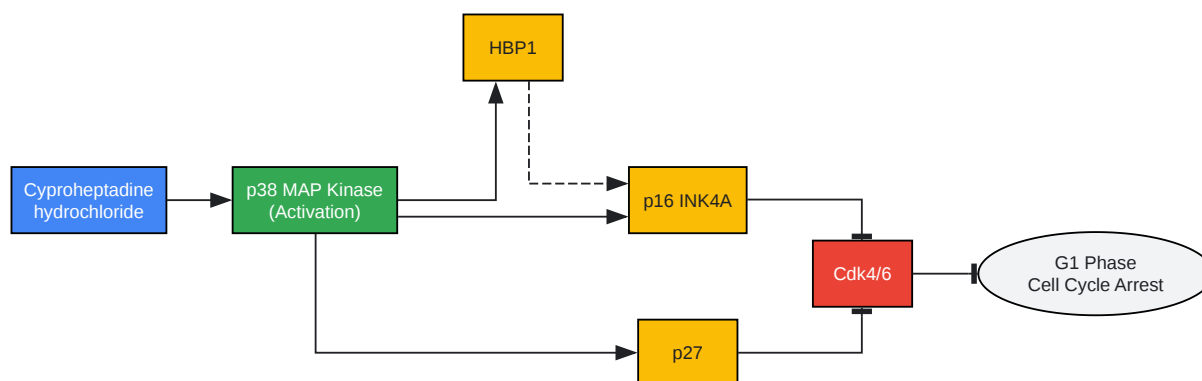 HBP1
Cyproheptadine
hydrochloride
p38 MAP Kinase
(Activation)
p16 INK4A
Cdk4/6
G1 Phase
Cell Cycle Arrest
p27